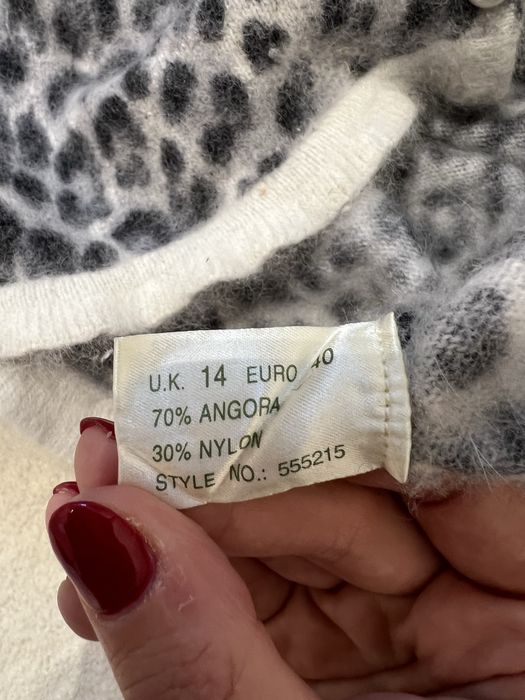 U.K. 14 EURO 40
70% ANGORA
30% NYLON
STYLE NO.: 555215